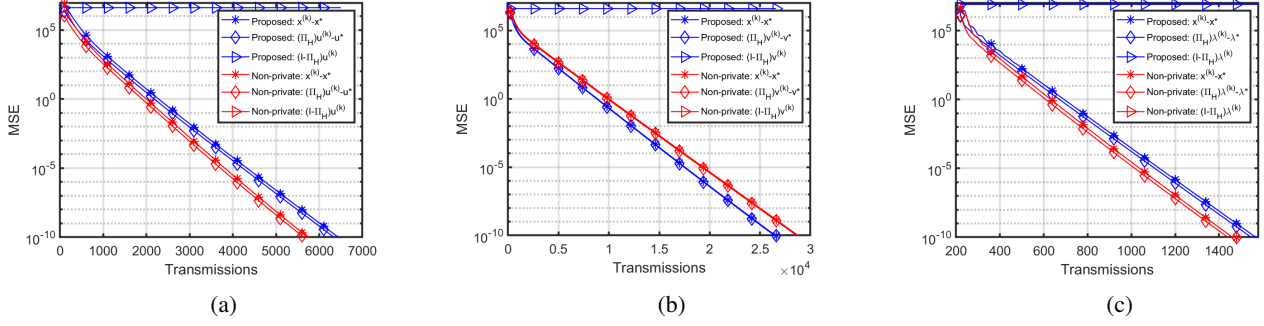 MSE
10^5
10^0
10^-5
10^-10
Proposed: x^(k)-x*
Proposed: (Π_H)u^(k)-u*
Proposed: (I-Π_H)u^(k)
Non-private: x^(k)-x*
Non-private: (Π_H)u^(k)-u*
Non-private: (I-Π_H)u^(k)
0 1000 2000 3000 4000 5000 6000 7000
Transmissions
(a)
MSE
10^5
10^0
10^-5
10^-10
Proposed: x^(k)-x*
Proposed: (Π_H)v^(k)-v*
Proposed: (I-Π_H)v^(k)
Non-private: x^(k)-x*
Non-private: (Π_H)v^(k)-v*
Non-private: (I-Π_H)v^(k)
0 0.5 1 1.5 2 2.5 3
Transmissions
×10^4
(b)
MSE
10^5
10^0
10^-5
10^-10
Proposed: x^(k)-x*
Proposed: (Π_H)λ^(k)-λ*
Proposed: (I-Π_H)λ^(k)
Non-private: x^(k)-x*
Non-private: (Π_H)λ^(k)-λ*
Non-private: (I-Π_H)λ^(k)
200 400 600 800 1000 1200 1400
Transmissions
(c)